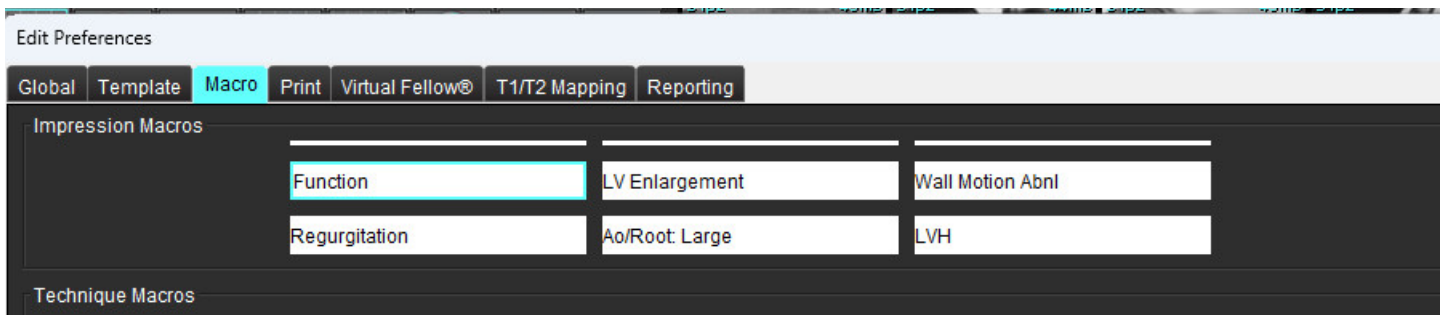 Edit Preferences
Global Template Macro Print Virtual Fellow® T1/T2 Mapping Reporting
Impression Macros
Function LV Enlargement Wall Motion Abnl
Regurgitation Ao/Root: Large LVH
Technique Macros